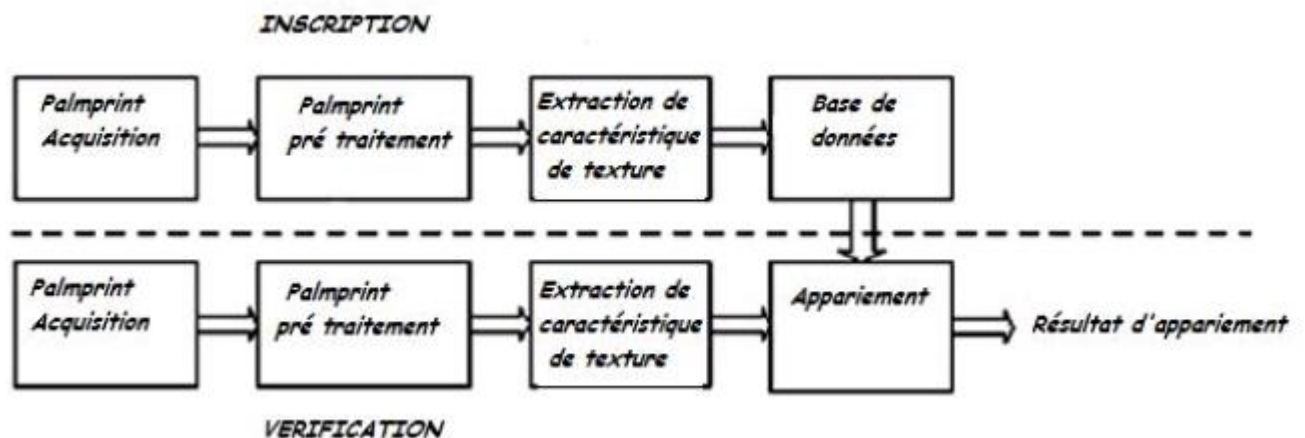 INSCRIPTION
Palmprint
Acquisition
Palmprint
pré traitement
Extraction de
caractéristique
de texture
Base de
données
Palmprint
Acquisition
Palmprint
pré traitement
Extraction de
caractéristique
de texture
Appariement
Résultat d'appariement
VERIFICATION